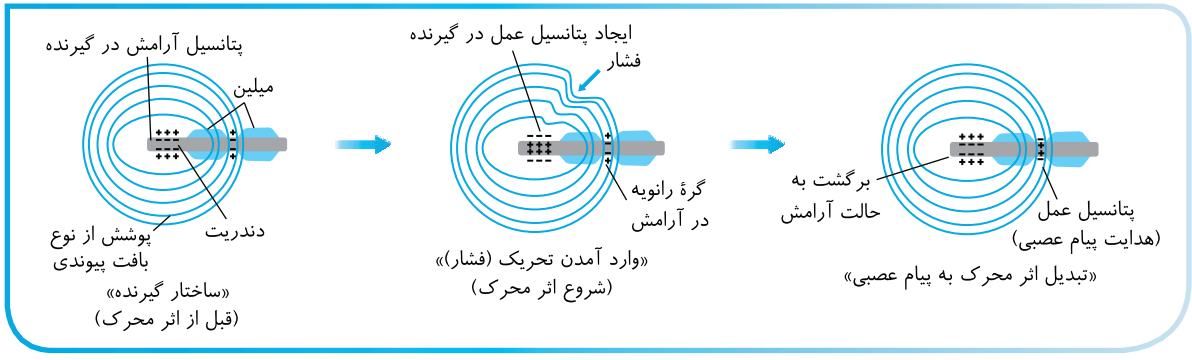 پتانسیل آرامش در گیرنده
میلین
دندریت
پوشش از نوع
بافت پیوندی
«ساختار گیرنده»
(قبل از اثر محرک)
ایجاد پتانسیل عمل در گیرنده
فشار
گرهٔ رانویه
در آرامش
«وارد آمدن تحریک (فشار)»
(شروع اثر محرک)
برگشت به
حالت آرامش
پتانسیل عمل
(هدایت پیام عصبی)
«تبدیل اثر محرک به پیام عصبی»